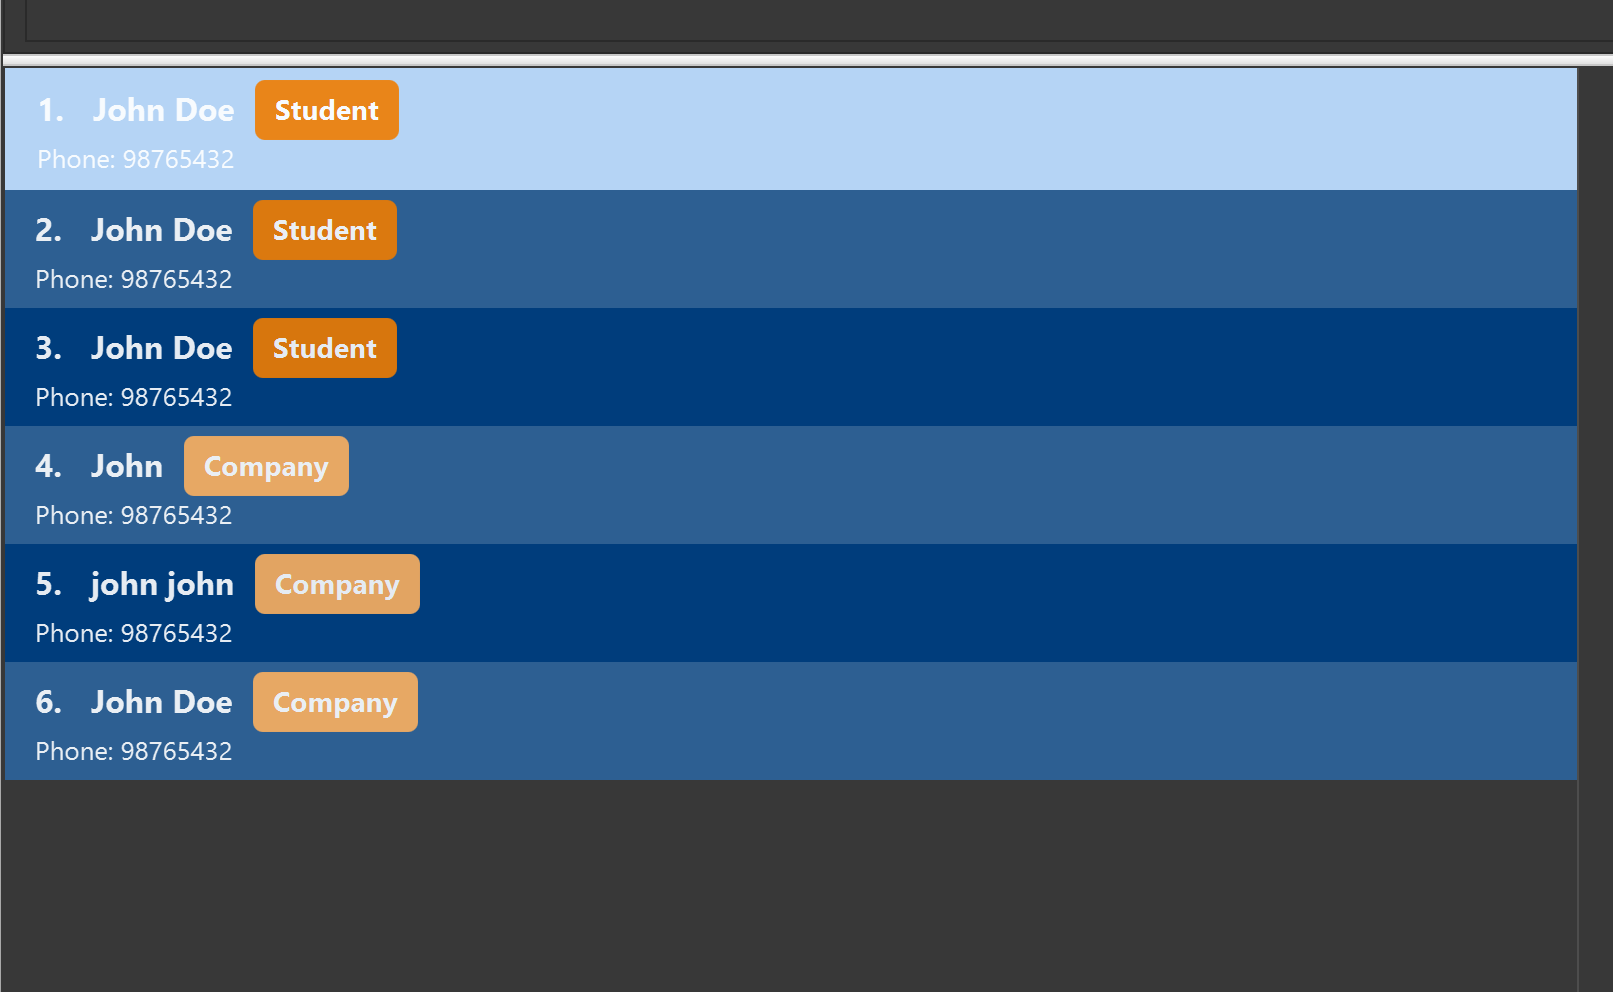 1. John Doe Student
Phone: 98765432
2. John Doe Student
Phone: 98765432
3. John Doe Student
Phone: 98765432
4. John Company
Phone: 98765432
5. john john Company
Phone: 98765432
6. John Doe Company
Phone: 98765432